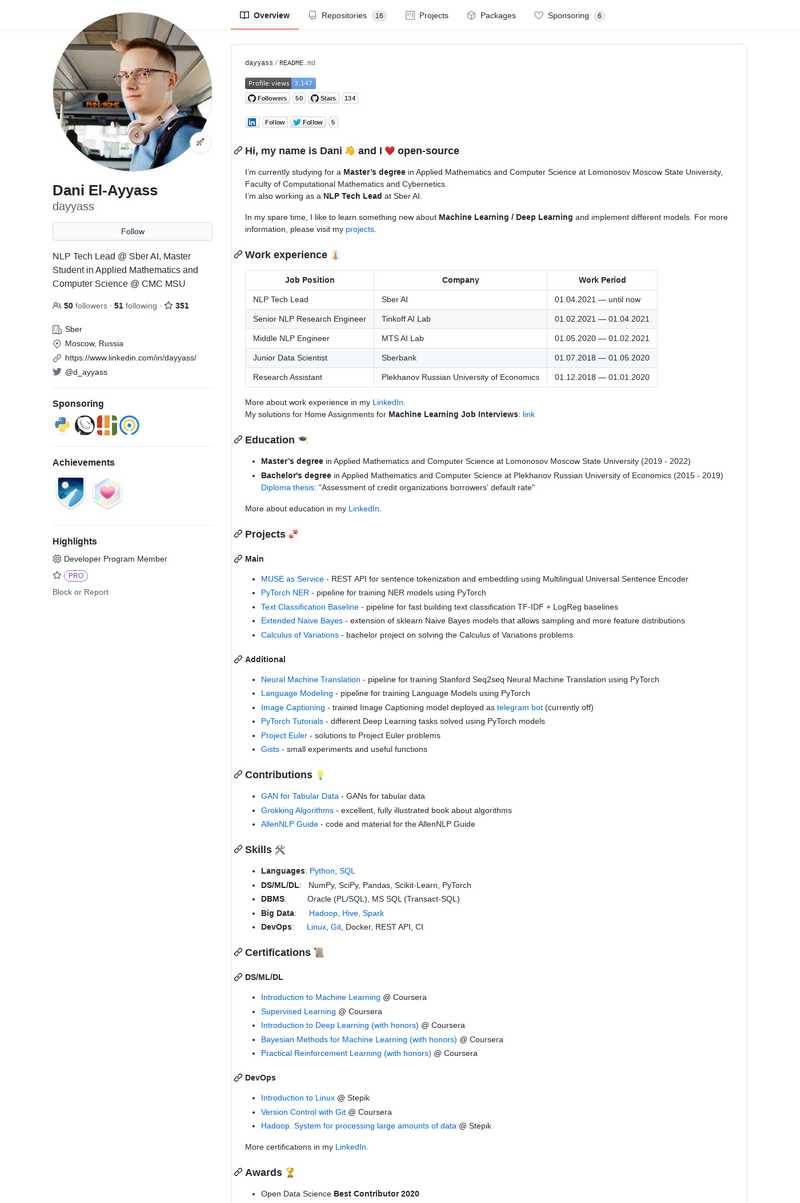 Overview
Repositories 16
Projects
Packages
Sponsoring 6
Dani El-Ayyass
dayyass
Follow
NLP Tech Lead @ Sber AI, Master
Student in Applied Mathematics and
Computer Science @ CMC MSU
50 followers · 51 following · 351
Sber
Moscow, Russia
https://www.linkedin.com/in/dayyass/
@d_ayyass
Sponsoring
Achievements
Highlights
Developer Program Member
PRO
Block or Report
dayyass / README.md
Profile views 3,147
Followers 50 Stars 134
Follow Follow 5
Hi, my name is Dani 👋 and I ❤️ open-source
I'm currently studying for a Master's degree in Applied Mathematics and Computer Science at Lomonosov Moscow State University,
Faculty of Computational Mathematics and Cybernetics.
I'm also working as a NLP Tech Lead at Sber AI.
In my spare time, I like to learn something new about Machine Learning / Deep Learning and implement different models. For more
information, please visit my projects.
Work experience 👔
Job Position Company Work Period
NLP Tech Lead Sber AI 01.04.2021 — until now
Senior NLP Research Engineer Tinkoff AI Lab 01.02.2021 — 01.04.2021
Middle NLP Engineer MTS AI Lab 01.05.2020 — 01.02.2021
Junior Data Scientist Sberbank 01.07.2018 — 01.05.2020
Research Assistant Plekhanov Russian University of Economics 01.12.2018 — 01.01.2020
More about work experience in my LinkedIn.
My solutions for Home Assignments for Machine Learning Job Interviews: link
Education 🎓
• Master's degree in Applied Mathematics and Computer Science at Lomonosov Moscow State University (2019 - 2022)
• Bachelor's degree in Applied Mathematics and Computer Science at Plekhanov Russian University of Economics (2015 - 2019)
Diploma thesis: "Assessment of credit organizations borrowers' default rate"
More about education in my LinkedIn.
Projects 🚀
Main
• MUSE as Service - REST API for sentence tokenization and embedding using Multilingual Universal Sentence Encoder
• PyTorch NER - pipeline for training NER models using PyTorch
• Text Classification Baseline - pipeline for fast building text classification TF-IDF + LogReg baselines
• Extended Naive Bayes - extension of sklearn Naive Bayes models that allows sampling and more feature distributions
• Calculus of Variations - bachelor project on solving the Calculus of Variations problems
Additional
• Neural Machine Translation - pipeline for training Stanford Seq2seq Neural Machine Translation using PyTorch
• Language Modeling - pipeline for training Language Models using PyTorch
• Image Captioning - trained Image Captioning model deployed as telegram bot (currently off)
• PyTorch Tutorials - different Deep Learning tasks solved using PyTorch models
• Project Euler - solutions to Project Euler problems
• Gists - small experiments and useful functions
Contributions 💡
• GAN for Tabular Data - GANs for tabular data
• Grokking Algorithms - excellent, fully illustrated book about algorithms
• AllenNLP Guide - code and material for the AllenNLP Guide
Skills 🛠
• Languages: Python, SQL
• DS/ML/DL: NumPy, SciPy, Pandas, Scikit-Learn, PyTorch
• DBMS: Oracle (PL/SQL), MS SQL (Transact-SQL)
• Big Data: Hadoop, Hive, Spark
• DevOps: Linux, Git, Docker, REST API, CI
Certifications 📜
DS/ML/DL
• Introduction to Machine Learning @ Coursera
• Supervised Learning @ Coursera
• Introduction to Deep Learning (with honors) @ Coursera
• Bayesian Methods for Machine Learning (with honors) @ Coursera
• Practical Reinforcement Learning (with honors) @ Coursera
DevOps
• Introduction to Linux @ Stepik
• Version Control with Git @ Coursera
• Hadoop. System for processing large amounts of data @ Stepik
More certifications in my LinkedIn.
Awards 🏆
• Open Data Science Best Contributor 2020